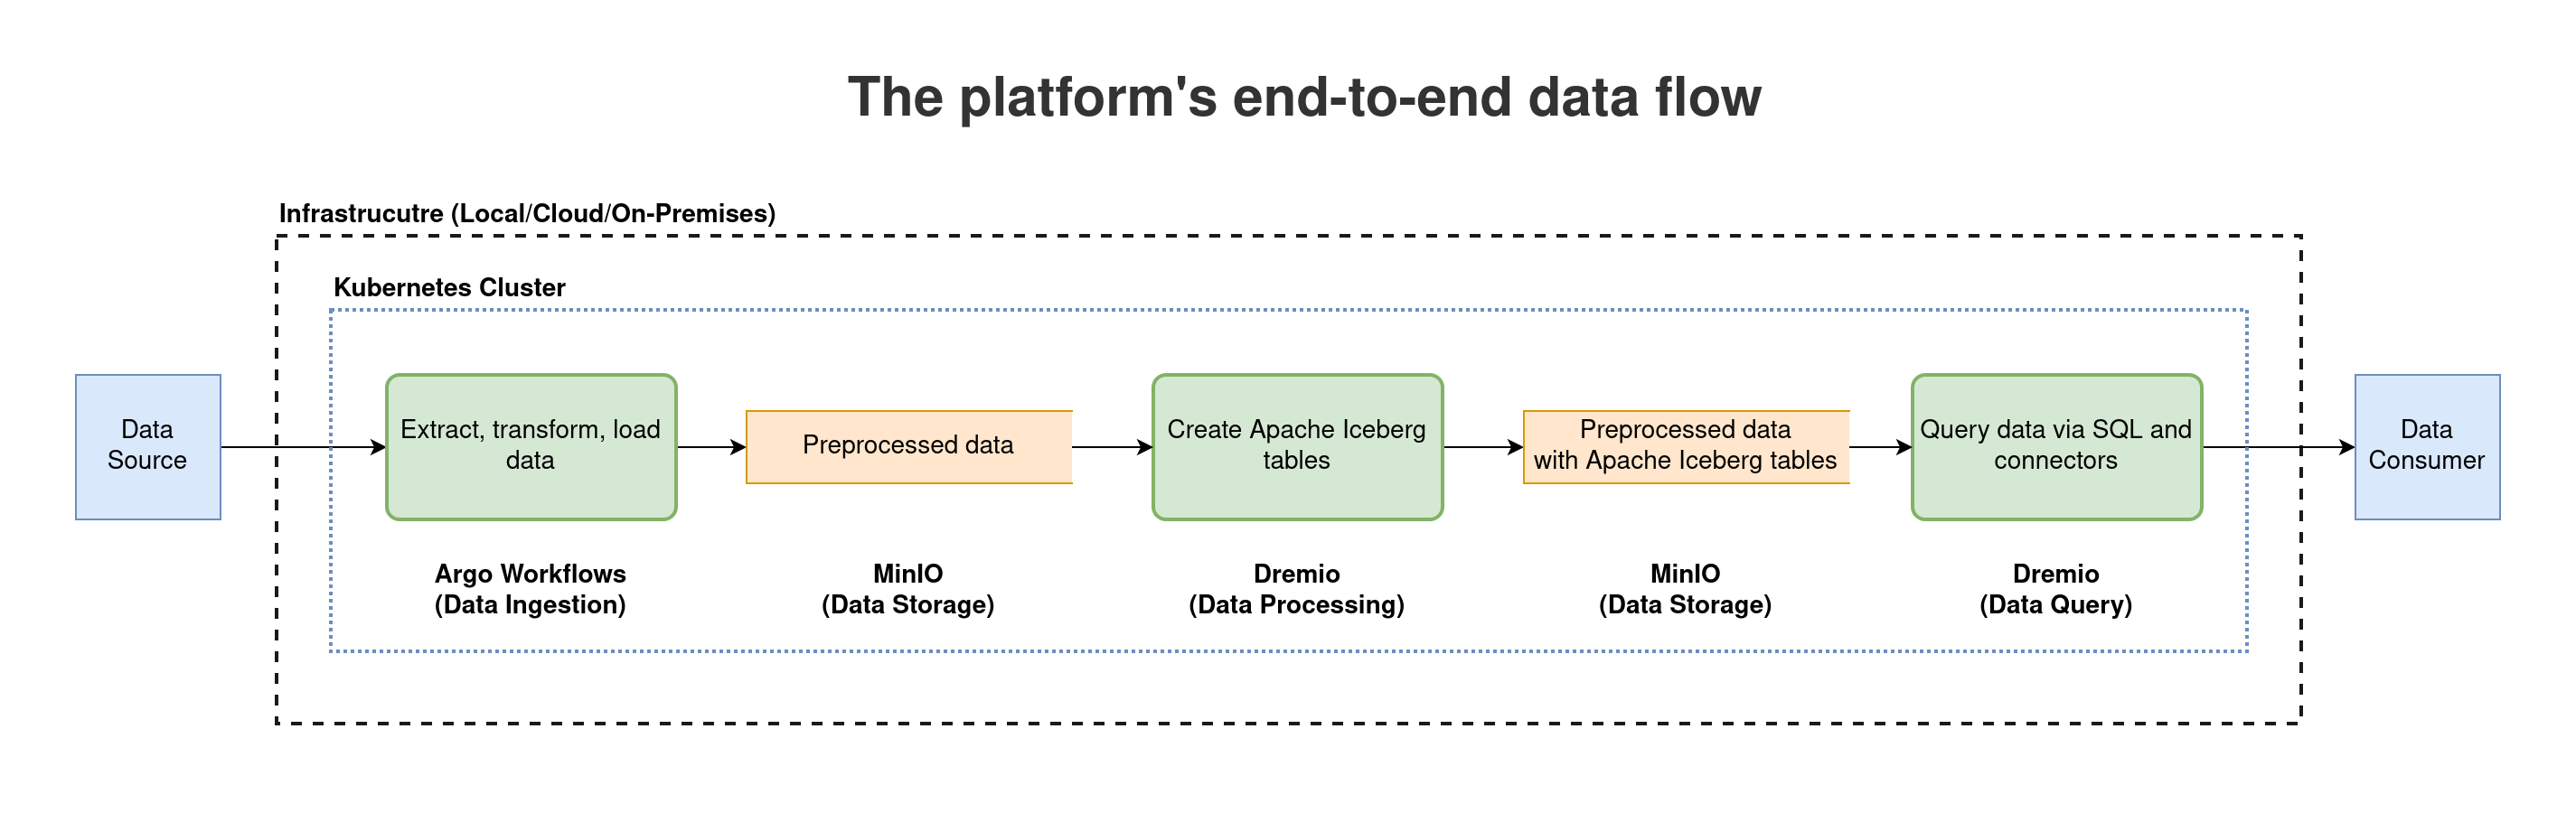 The platform's end-to-end data flow
Infrastrucutre (Local/Cloud/On-Premises)
Kubernetes Cluster
Data
Source
Extract, transform, load
data
Preprocessed data
Create Apache Iceberg
tables
Preprocessed data
with Apache Iceberg tables
Query data via SQL and
connectors
Data
Consumer
Argo Workflows
(Data Ingestion)
MinIO
(Data Storage)
Dremio
(Data Processing)
MinIO
(Data Storage)
Dremio
(Data Query)